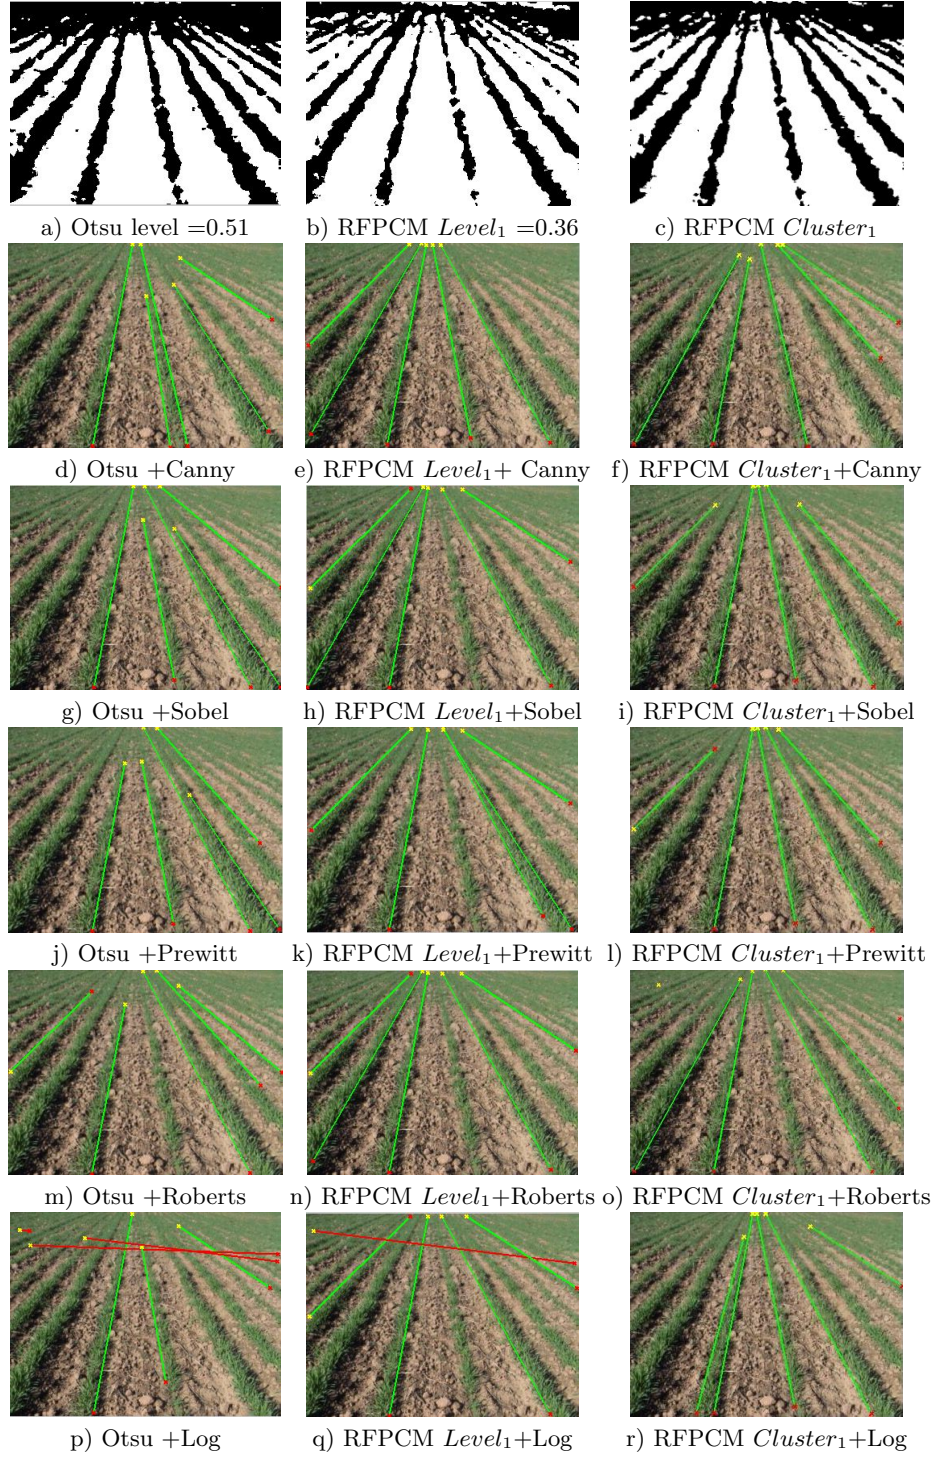 a) Otsu level =0.51 b) RFPCM Level1 =0.36 c) RFPCM Cluster1
d) Otsu +Canny e) RFPCM Level1+ Canny f) RFPCM Cluster1+Canny
g) Otsu +Sobel h) RFPCM Level1+Sobel i) RFPCM Cluster1+Sobel
j) Otsu +Prewitt k) RFPCM Level1+Prewitt l) RFPCM Cluster1+Prewitt
m) Otsu +Roberts n) RFPCM Level1+Roberts o) RFPCM Cluster1+Roberts
p) Otsu +Log q) RFPCM Level1+Log r) RFPCM Cluster1+Log